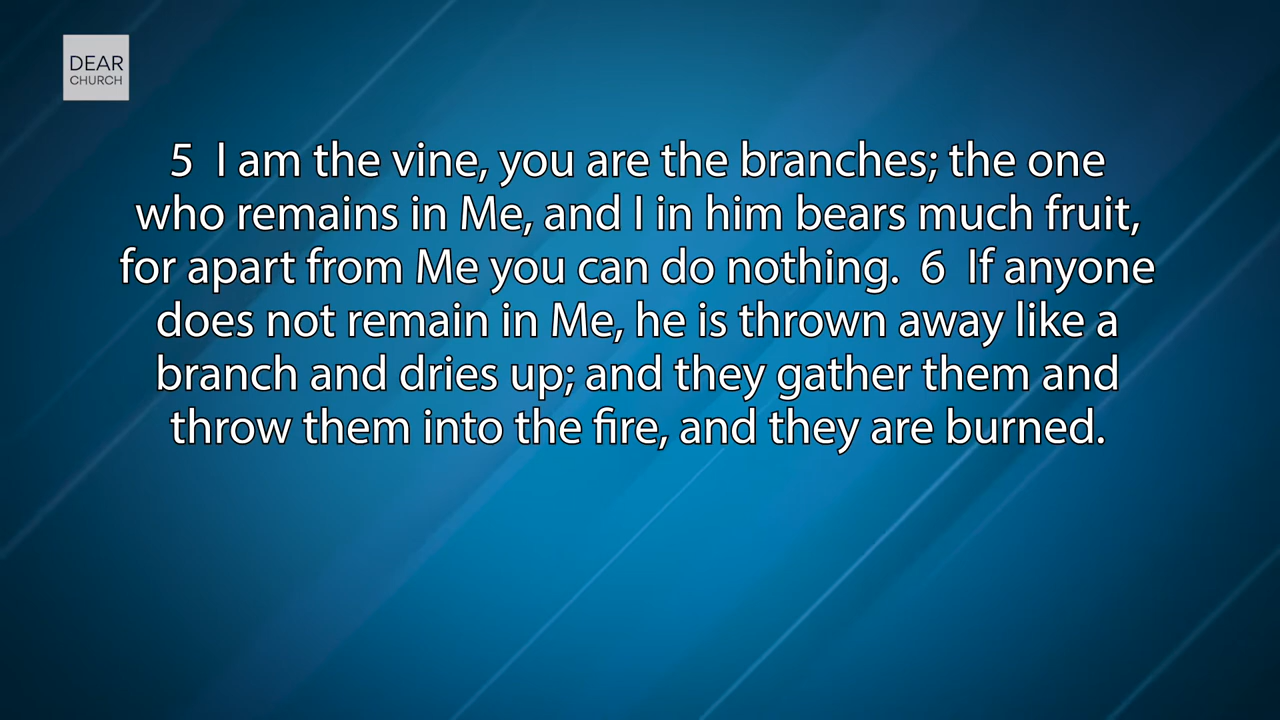 DEAR
CHURCH
5 I am the vine, you are the branches; the one
who remains in Me, and I in him bears much fruit,
for apart from Me you can do nothing. 6 If anyone
does not remain in Me, he is thrown away like a
branch and dries up; and they gather them and
throw them into the fire, and they are burned.